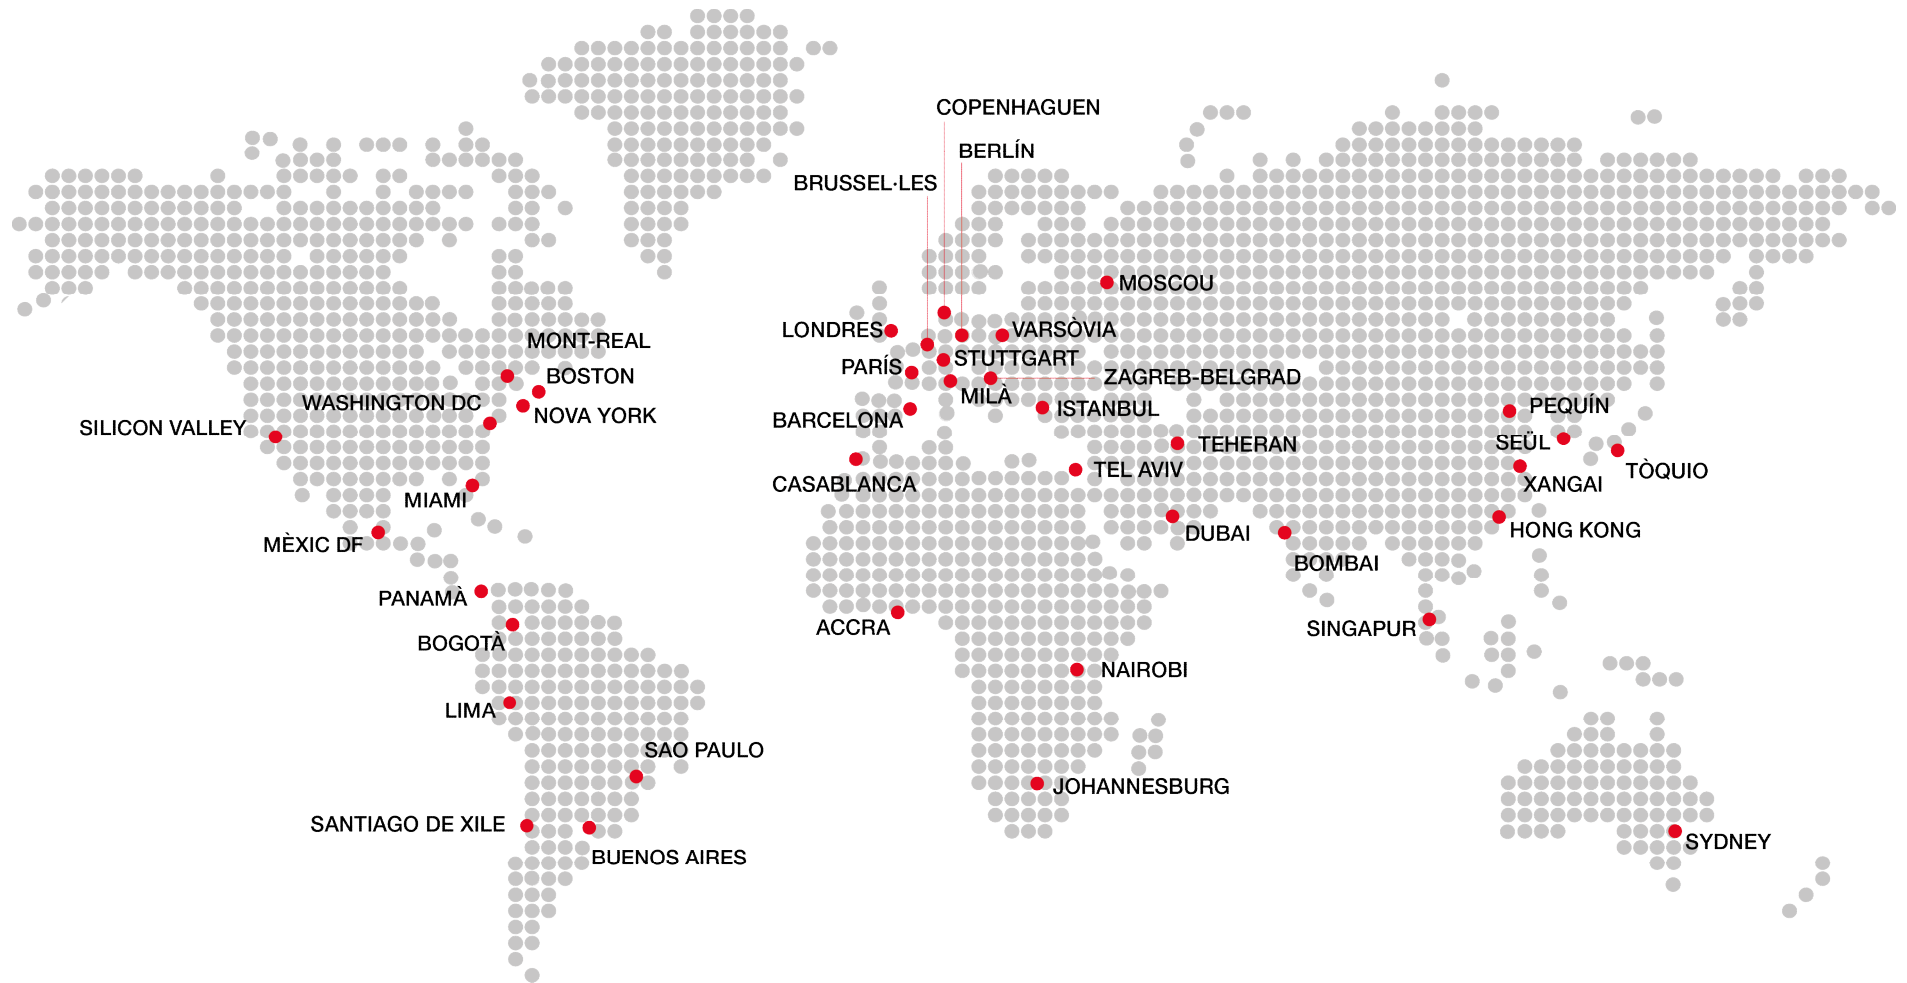 COPENHAGUEN
BERLÍN
BRUSSEL·LES
MOSCOU
LONDRES
VARSÒVIA
MONT-REAL
STUTTGART
PARÍS
BOSTON
ZAGREB-BELGRAD
MILÀ
WASHINGTON DC
NOVA YORK
BARCELONA
ISTANBUL
PEQUÍN
SILICON VALLEY
TEHERAN
SEÜL
TEL AVIV
TÒQUIO
CASABLANCA
XANGAI
MIAMI
DUBAI
HONG KONG
MÈXIC DF
BOMBAI
PANAMÀ
ACCRA
SINGAPUR
BOGOTÀ
NAIROBI
LIMA
SAO PAULO
JOHANNESBURG
SANTIAGO DE XILE
SYDNEY
BUENOS AIRES